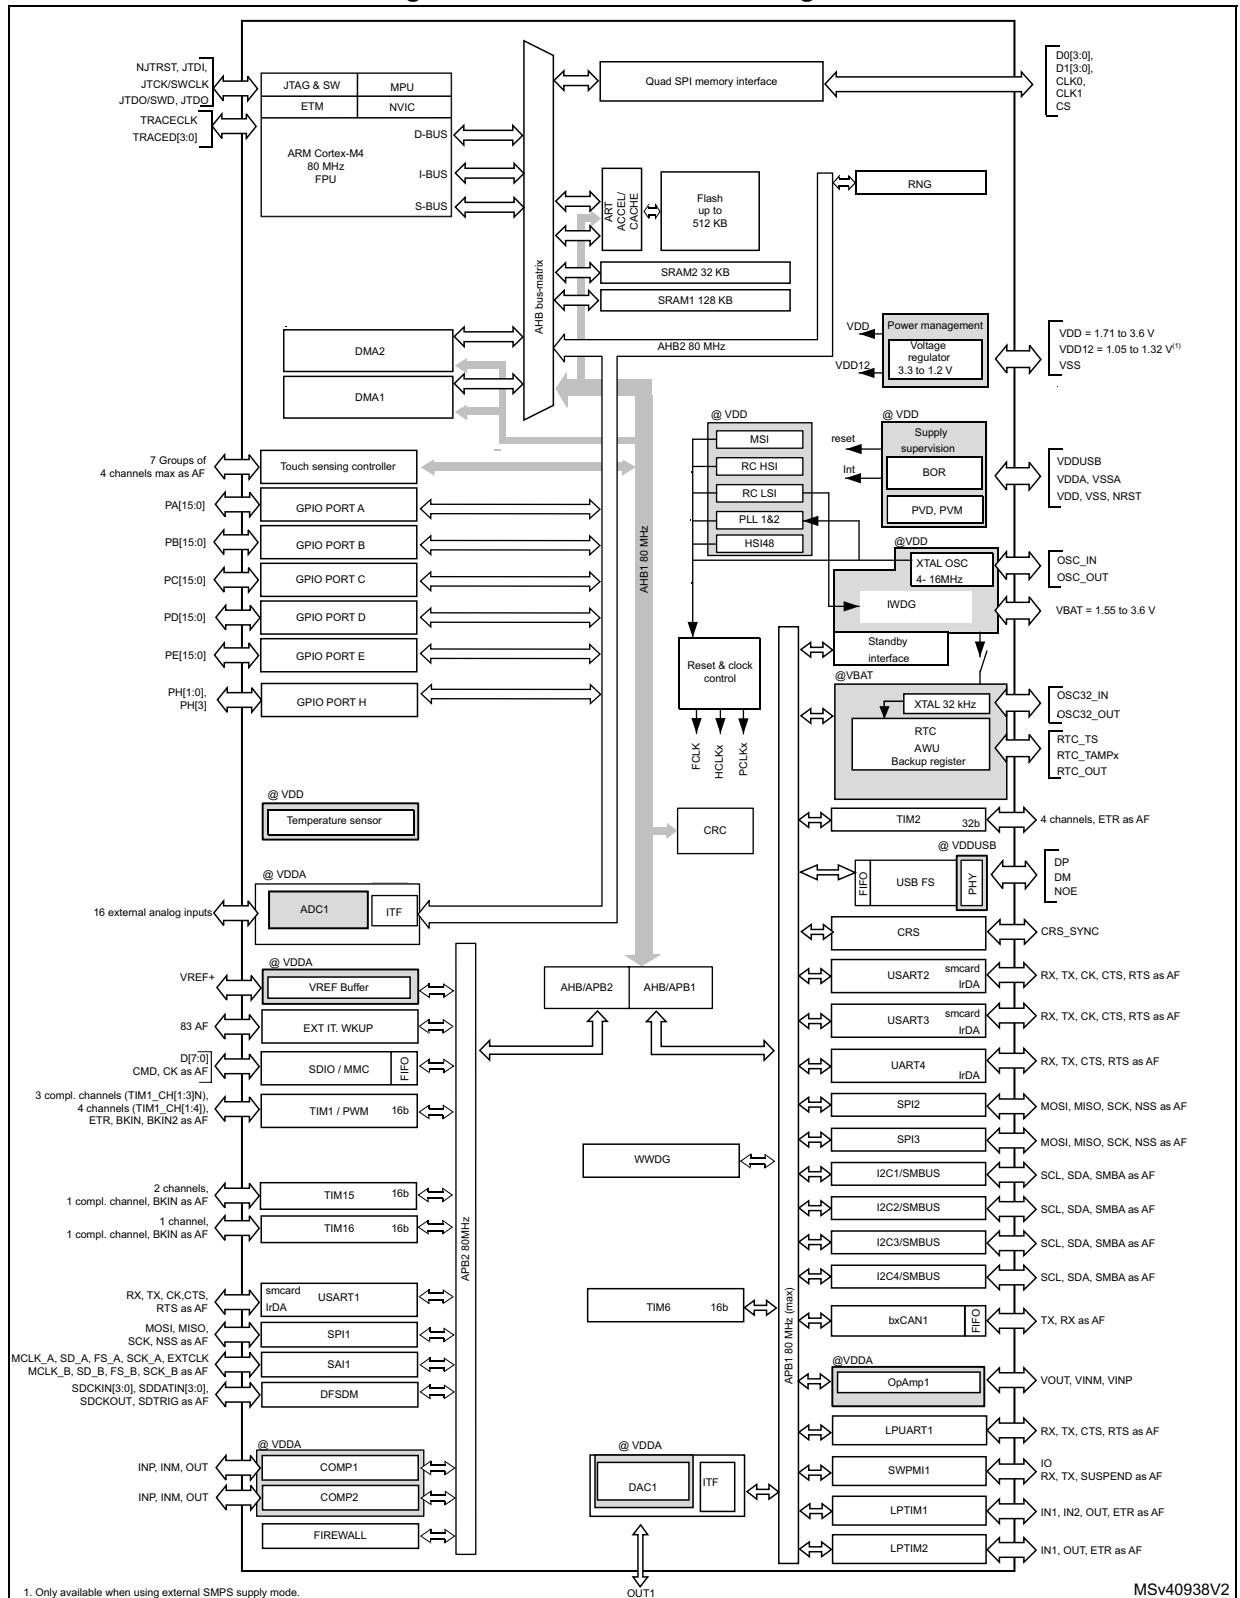 NJTRST, JTDI,
JTCK/SWCLK
JTDO/SWD, JTDO
TRACECLK
TRACED[3:0]
JTAG & SW
MPU
ETM
NVIC
ARM Cortex-M4
80 MHz
FPU
D-BUS
I-BUS
S-BUS
AHB bus-matrix
Quad SPI memory interface
D0[3:0],
D1[3:0],
CLK0,
CLK1
CS
ART
ACCEL/
CACHE
Flash
up to
512 KB
RNG
SRAM2 32 KB
SRAM1 128 KB
AHB2 80 MHz
DMA2
DMA1
VDD
VDD12
Power management
Voltage
regulator
3.3 to 1.2 V
VDD = 1.71 to 3.6 V
VDD12 = 1.05 to 1.32 V(1)
VSS
@ VDD
MSI
RC HSI
RC LSI
PLL 1&2
HSI48
@ VDD
reset
Int
Supply
supervision
BOR
PVD, PVM
VDDUSB
VDDA, VSSA
VDD, VSS, NRST
7 Groups of
4 channels max as AF
Touch sensing controller
PA[15:0]
GPIO PORT A
PB[15:0]
GPIO PORT B
PC[15:0]
GPIO PORT C
PD[15:0]
GPIO PORT D
PE[15:0]
GPIO PORT E
PH[1:0],
PH[3]
GPIO PORT H
AHB1 80 MHz
@VDD
XTAL OSC
4- 16MHz
IWDG
OSC_IN
OSC_OUT
VBAT = 1.55 to 3.6 V
Standby
interface
Reset & clock
control
FCLK
HCLKx
PCLKx
@VBAT
XTAL 32 kHz
RTC
AWU
Backup register
OSC32_IN
OSC32_OUT
RTC_TS
RTC_TAMPx
RTC_OUT
@ VDD
Temperature sensor
CRC
TIM2
32b
4 channels, ETR as AF
@ VDDUSB
FIFO
USB FS
PHY
DP
DM
NOE
@ VDDA
16 external analog inputs
ADC1
ITF
CRS
CRS_SYNC
@ VDDA
VREF+
VREF Buffer
AHB/APB2
AHB/APB1
USART2
smcard
IrDA
RX, TX, CK, CTS, RTS as AF
83 AF
EXT IT. WKUP
USART3
smcard
IrDA
RX, TX, CK, CTS, RTS as AF
D[7:0]
CMD, CK as AF
SDIO / MMC
FIFO
UART4
IrDA
RX, TX, CTS, RTS as AF
3 compl. channels (TIM1_CH[1:3]N),
4 channels (TIM1_CH[1:4]),
ETR, BKIN, BKIN2 as AF
TIM1 / PWM
16b
SPI2
MOSI, MISO, SCK, NSS as AF
SPI3
MOSI, MISO, SCK, NSS as AF
WWDG
I2C1/SMBUS
SCL, SDA, SMBA as AF
2 channels,
1 compl. channel, BKIN as AF
TIM15
16b
I2C2/SMBUS
SCL, SDA, SMBA as AF
1 channel,
1 compl. channel, BKIN as AF
TIM16
16b
I2C3/SMBUS
SCL, SDA, SMBA as AF
APB2 80MHz
I2C4/SMBUS
SCL, SDA, SMBA as AF
RX, TX, CK,CTS,
RTS as AF
smcard
IrDA
USART1
TIM6
16b
APB1 80 MHz (max)
bxCAN1
FIFO
TX, RX as AF
MOSI, MISO,
SCK, NSS as AF
SPI1
MCLK_A, SD_A, FS_A, SCK_A, EXTCLK
MCLK_B, SD_B, FS_B, SCK_B as AF
SAI1
@VDDA
OpAmp1
VOUT, VINM, VINP
SDCKIN[3:0], SDDATIN[3:0],
SDCKOUT, SDTRIG as AF
DFSDM
LPUART1
RX, TX, CTS, RTS as AF
@ VDDA
INP, INM, OUT
COMP1
INP, INM, OUT
COMP2
@ VDDA
DAC1
ITF
SWPMI1
IO
RX, TX, SUSPEND as AF
LPTIM1
IN1, IN2, OUT, ETR as AF
FIREWALL
LPTIM2
IN1, OUT, ETR as AF
OUT1
1. Only available when using external SMPS supply mode.
MSv40938V2